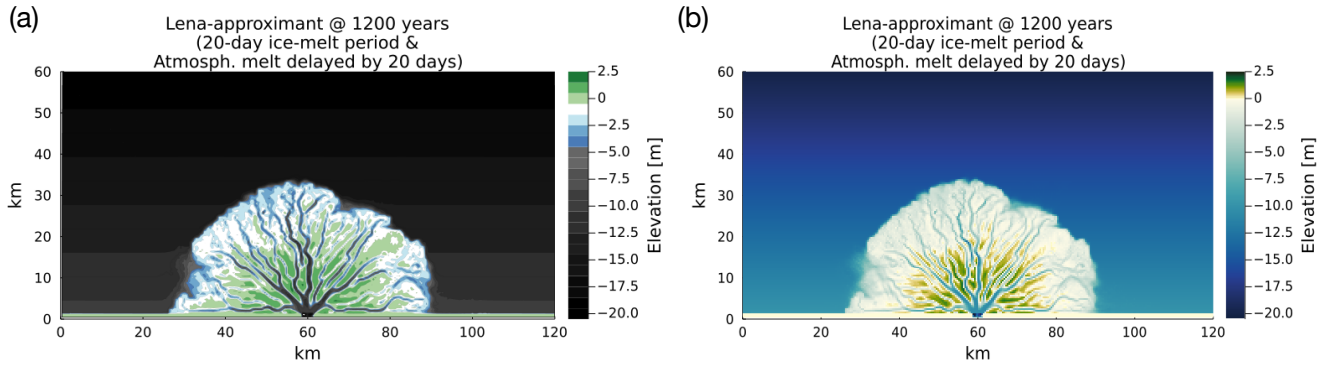 (a)
Lena-approximant @ 1200 years
(20-day ice-melt period &
Atmosph. melt delayed by 20 days)
60
50
40
30
20
10
0
km
0 20 40 60 80 100 120
km
2.5
0
−2.5
−5.0
−7.5
−10.0
−12.5
−15.0
−17.5
−20.0
Elevation [m]
(b)
Lena-approximant @ 1200 years
(20-day ice-melt period &
Atmosph. melt delayed by 20 days)
60
50
40
30
20
10
0
km
0 20 40 60 80 100 120
km
2.5
0
−2.5
−5.0
−7.5
−10.0
−12.5
−15.0
−17.5
−20.0
Elevation [m]